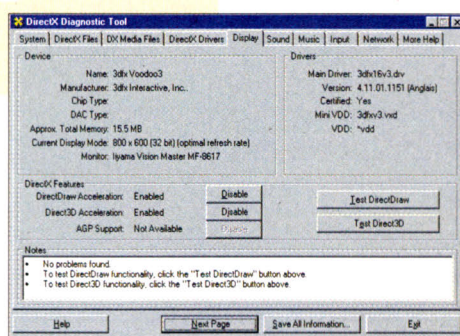 DirectX Diagnostic Tool
System DirectX Files DX Media Files DirectX Drivers Display Sound Music Input Network More Help
Device
Name: 3dfx Voodoo3
Manufacturer: 3dfx Interactive, Inc.
Chip Type:
DAC Type:
Approx. Total Memory: 15.5 MB
Current Display Mode: 800 x 600 (32 bit) (optimal refresh rate)
Monitor: Iiyama Vision Master MF-8617
Drivers
Main Driver: 3dfx16v3.drv
Version: 4.11.01.1151 (Anglais)
Certified: Yes
Mini VDD: 3dfxv3.vxd
VDD: *vdd
DirectX Features
DirectDraw Acceleration: Enabled Disable
Direct3D Acceleration: Enabled Disable
AGP Support: Not Available Disable
Test DirectDraw
Test Direct3D
Notes
No problems found.
To test DirectDraw functionality, click the "Test DirectDraw" button above.
To test Direct3D functionality, click the "Test Direct3D" button above.
Help Next Page Save All Information... Exit